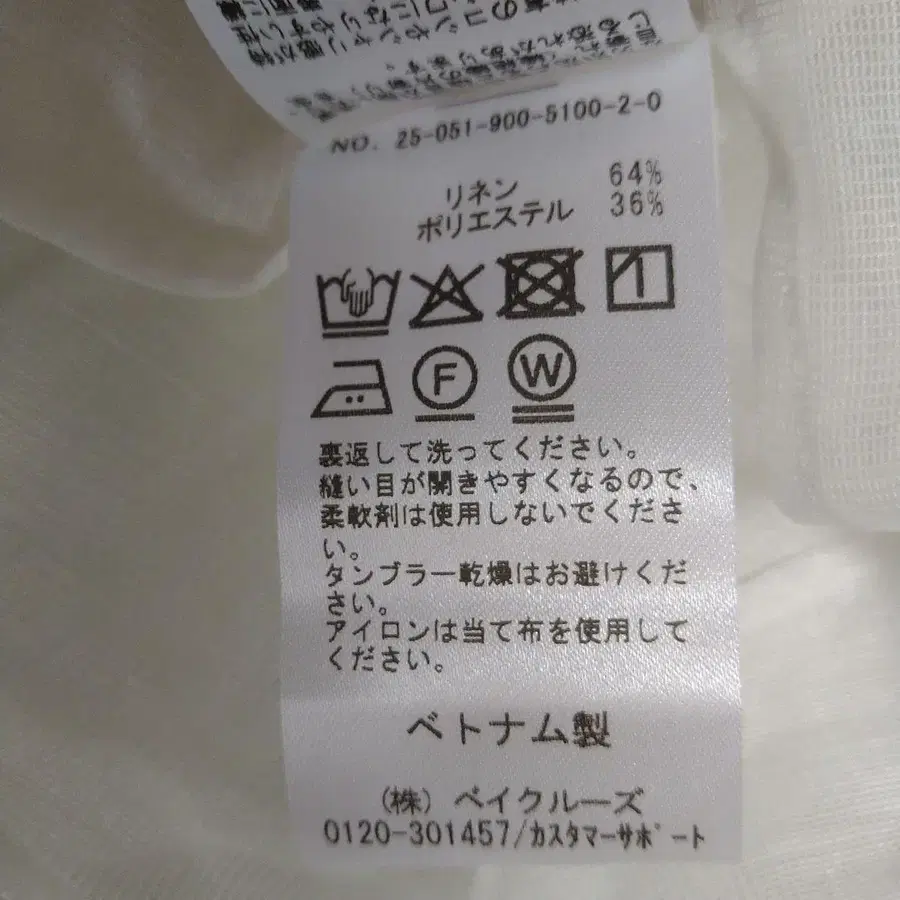 NO. 25-051-900-5100-2-0
リネン 64%
ポリエステル 36%
F W
裏返して洗ってください。
縫い目が開きやすくなるので、
柔軟剤は使用しないでくださ
い。
タンブラー乾燥はお避けくだ
さい。
アイロンは当て布を使用して
ください。
ベトナム製
(株) ベイクルーズ
0120-301457/カスタマーサポート